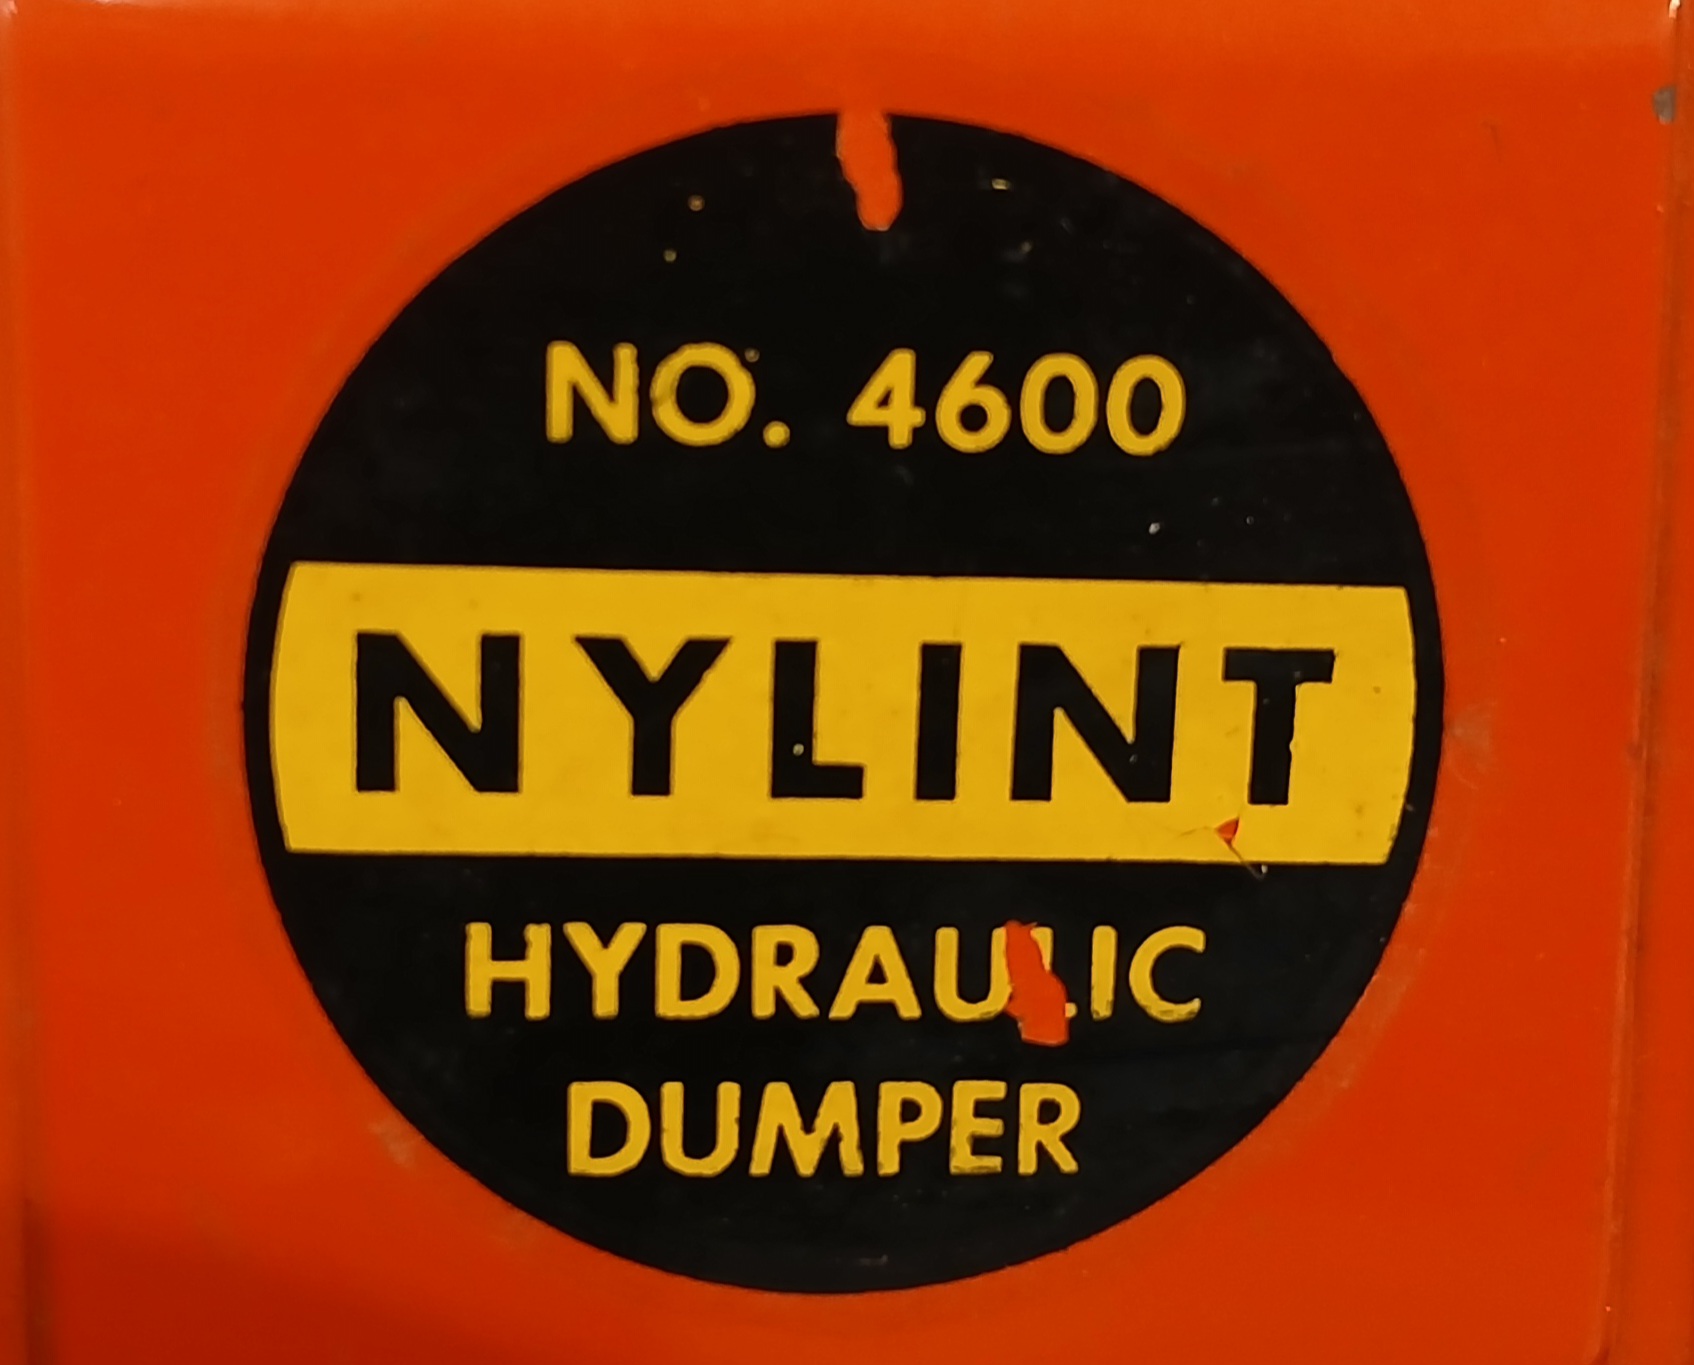 NO. 4600
NYLINT
HYDRAULIC
DUMPER